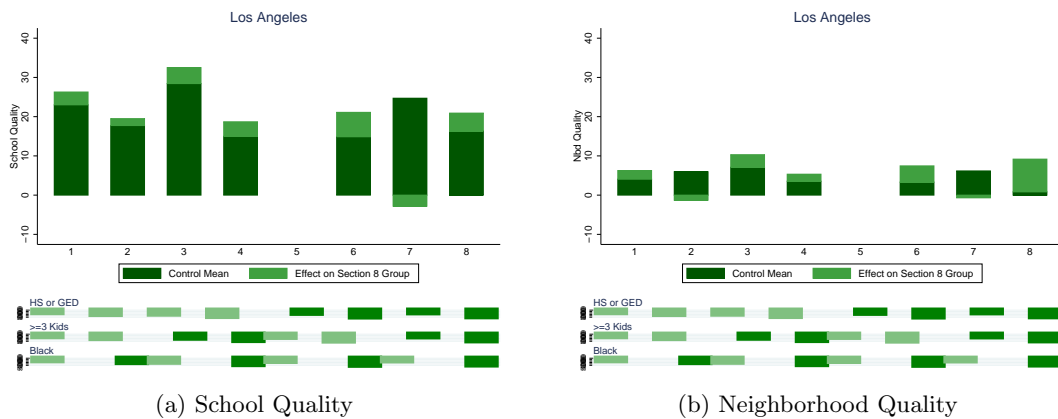 Los Angeles
40
30
20
10
0
−10
School Quality
1 2 3 4 5 6 7 8
Control Mean Effect on Section 8 Group
HS or GED
>=3 Kids
Black
(a) School Quality
Los Angeles
40
30
20
10
0
−10
Nbd Quality
1 2 3 4 5 6 7 8
Control Mean Effect on Section 8 Group
HS or GED
>=3 Kids
Black
(b) Neighborhood Quality